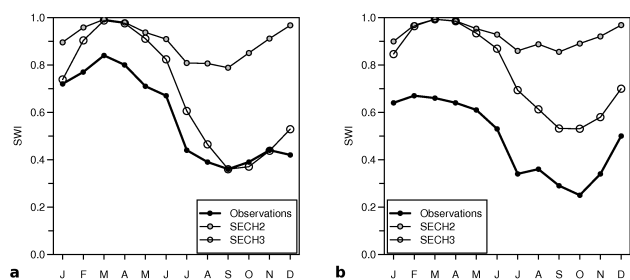 1.0
0.8
0.6
0.4
0.2
0.0
SWI
Observations
SECH2
SECH3
J F M A M J J A S O N D
a
1.0
0.8
0.6
0.4
0.2
0.0
SWI
Observations
SECH2
SECH3
J F M A M J J A S O N D
b